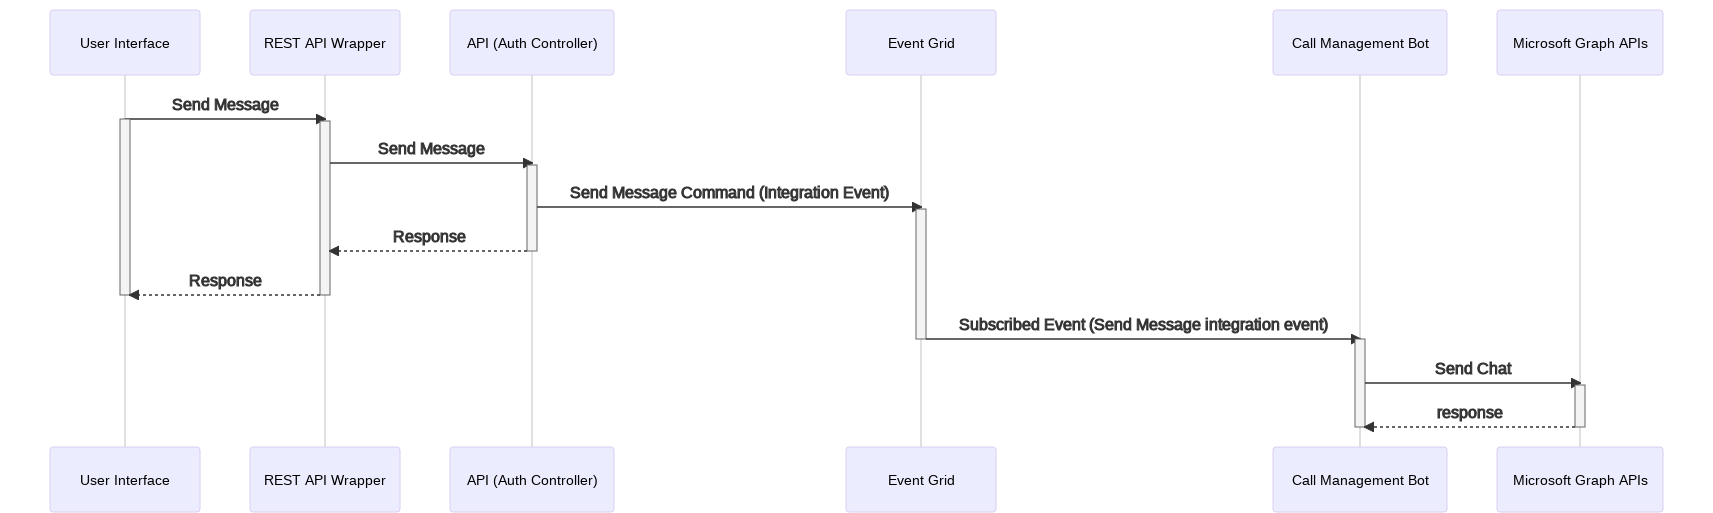 User Interface
REST API Wrapper
API (Auth Controller)
Event Grid
Call Management Bot
Microsoft Graph APIs
Send Message
Send Message
Send Message Command (Integration Event)
Response
Response
Subscribed Event (Send Message integration event)
Send Chat
response
User Interface
REST API Wrapper
API (Auth Controller)
Event Grid
Call Management Bot
Microsoft Graph APIs